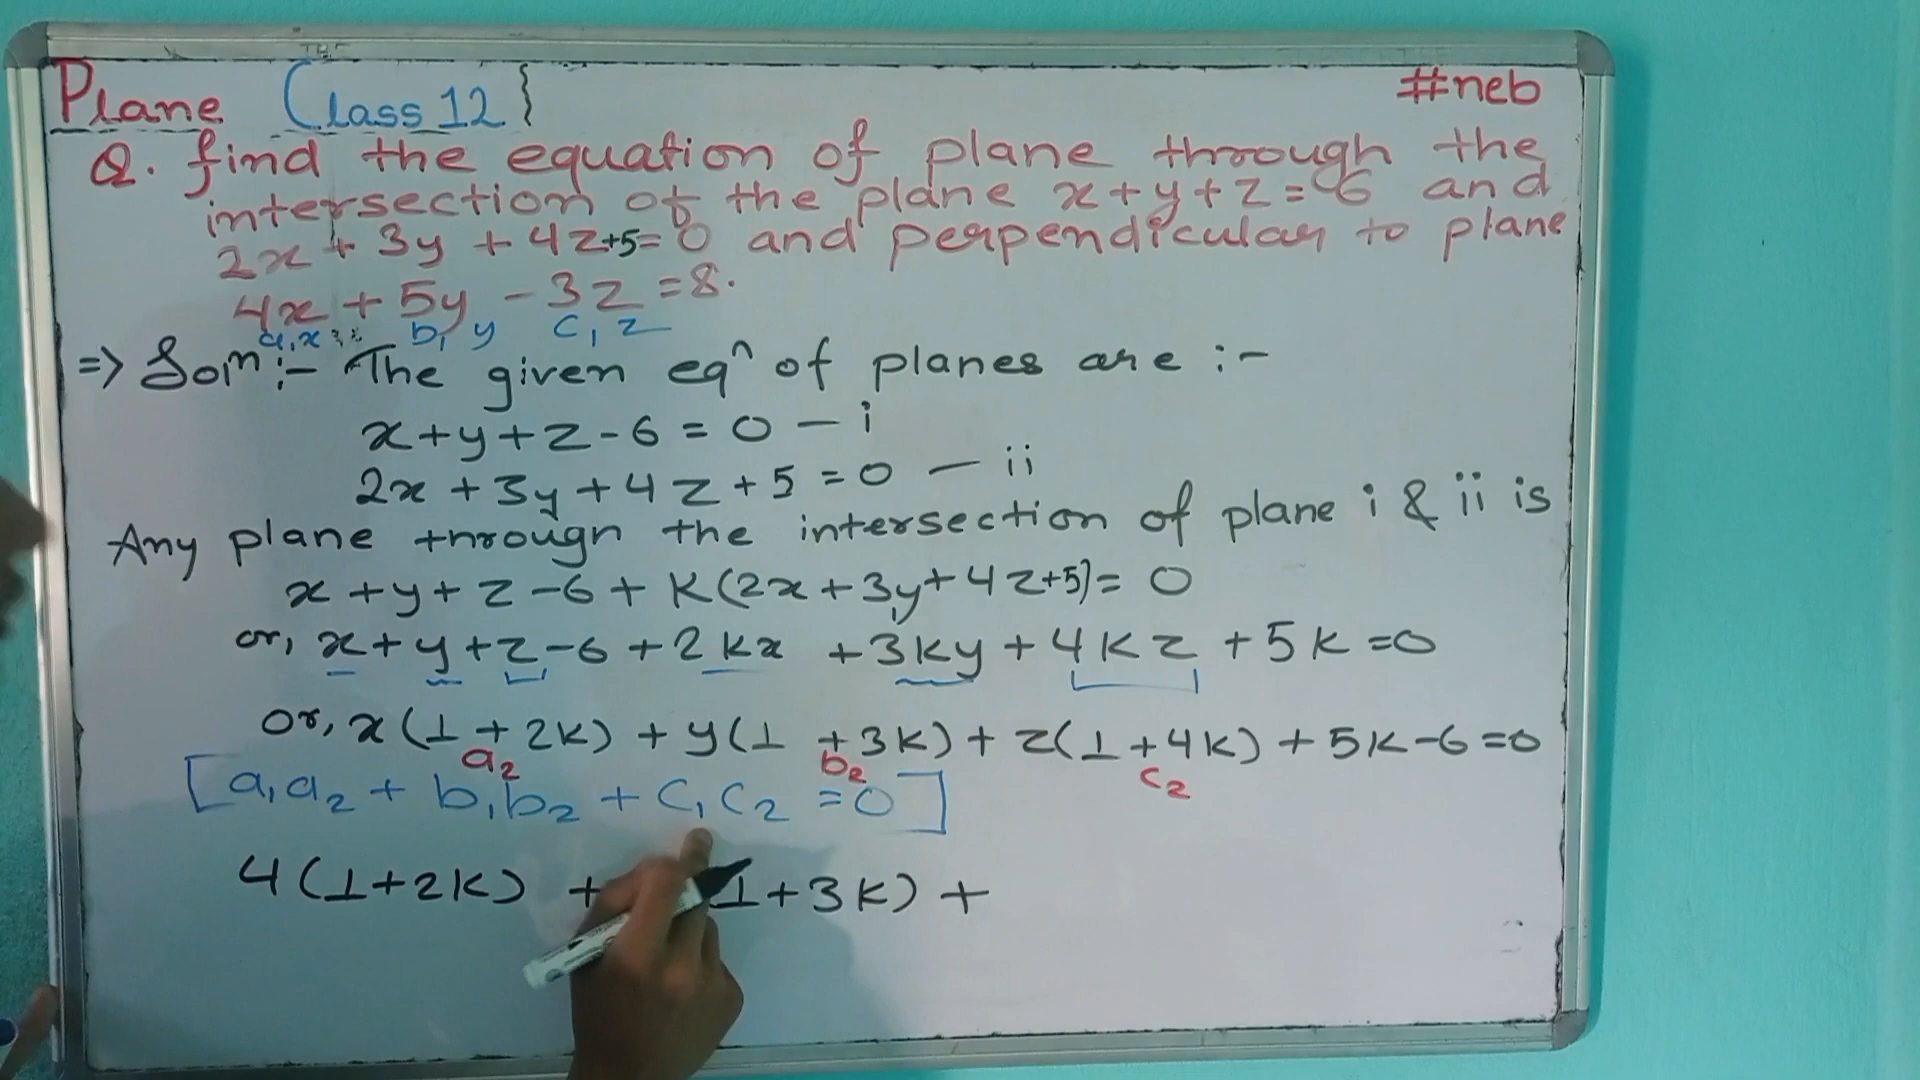 Plane Class 12 } #neb
Q. find the equation of plane through the
intersection of the plane x+y+z=6 and
2x+3y+4z+5=0 and perpendicular to plane
4x+5y-3z=8.
a, x b, y c, z
=> Soln:- The given eqn of planes are :-
x+y+z-6=0 — i
2x+3y+4z+5=0 — ii
Any plane through the intersection of plane i & ii is
x+y+z-6+K(2x+3y+4z+5)=0
or, x+y+z-6+2kx+3ky+4kz+5k=0
or, x(1+2k)+y(1+3k)+z(1+4k)+5k-6=0
a2 b2 c2
[a1a2+b1b2+c1c2=0]
4(1+2k) + 1+3k) +